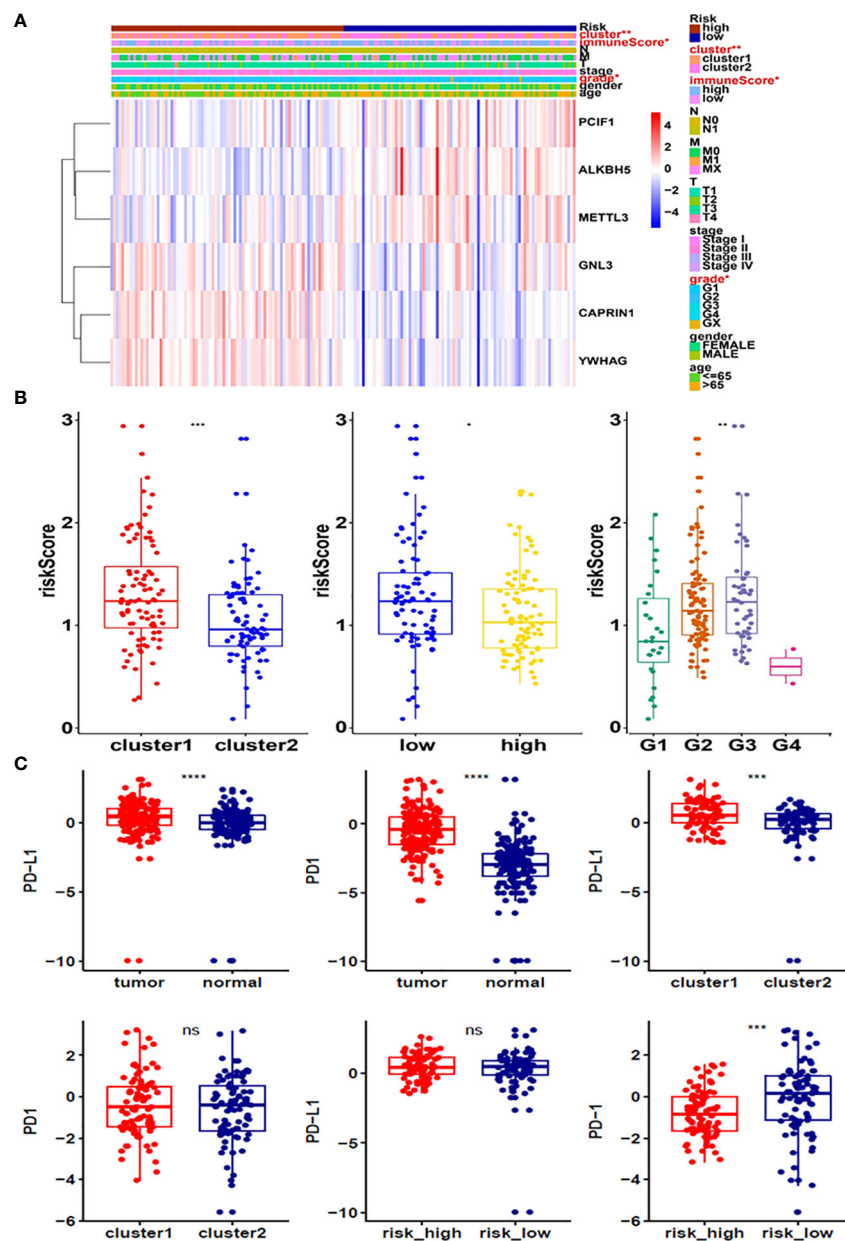 A
Risk
cluster**
immuneScore*
N
M
T
stage
grade*
gender
age
PCIF1
ALKBH5
METTL3
GNL3
CAPRIN1
YWHAG
4
2
0
−2
−4
Risk
high
low
cluster**
cluster1
cluster2
immuneScore*
high
low
N
N0
N1
M
M0
M1
MX
T
T1
T2
T3
T4
stage
Stage I
Stage II
Stage III
Stage IV
grade*
G1
G2
G3
G4
GX
gender
FEMALE
MALE
age
<=65
>65
B
riskScore
3
2
1
0
***
cluster1 cluster2
riskScore
3
2
1
0
*
low high
riskScore
3
2
1
0
**
G1 G2 G3 G4
C
PD-L1
0
−5
−10
****
tumor normal
PD1
0
−5
−10
****
tumor normal
PD-L1
0
−5
−10
***
cluster1 cluster2
PD1
2
0
−2
−4
−6
ns
cluster1 cluster2
PD-L1
0
−5
−10
ns
risk_high risk_low
PD-1
2
0
−2
−4
−6
***
risk_high risk_low